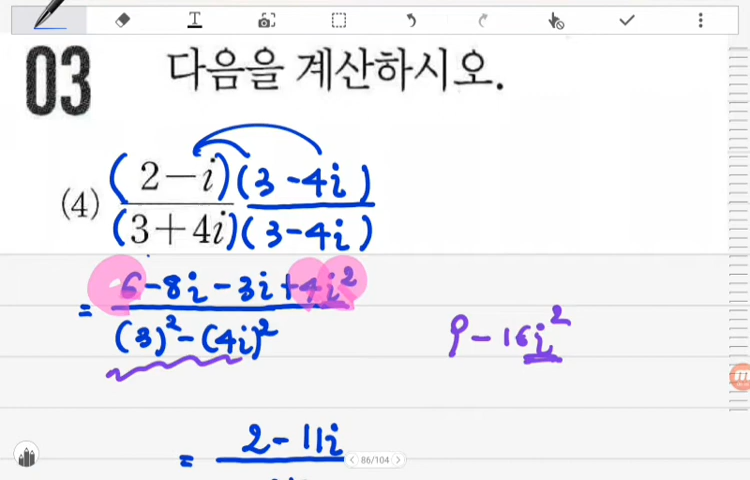 03 다음을 계산하시오.
(4) (2-i)(3-4i) / (3+4i)(3-4i)
= 6-8i-3i+4i² / (3)²-(4i)²
9-16i²
= 2-11i
86/104